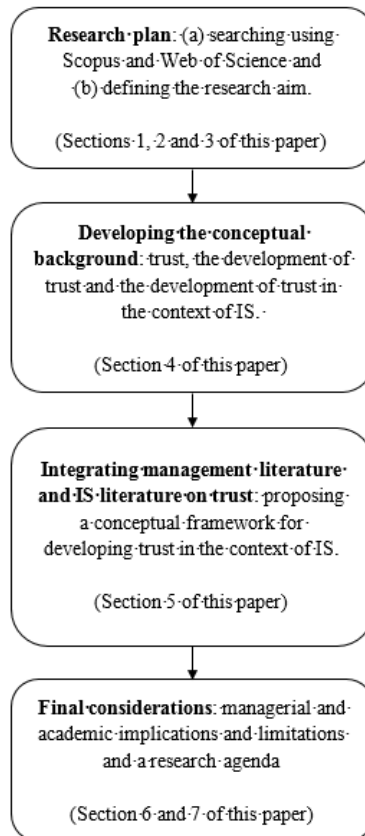 Research plan: (a) searching using
Scopus and Web of Science and
(b) defining the research aim.
(Sections 1, 2 and 3 of this paper)
Developing the conceptual
background: trust, the development of
trust and the development of trust in
the context of IS.
(Section 4 of this paper)
Integrating management literature
and IS literature on trust: proposing
a conceptual framework for
developing trust in the context of IS.
(Section 5 of this paper)
Final considerations: managerial and
academic implications and limitations
and a research agenda
(Section 6 and 7 of this paper)